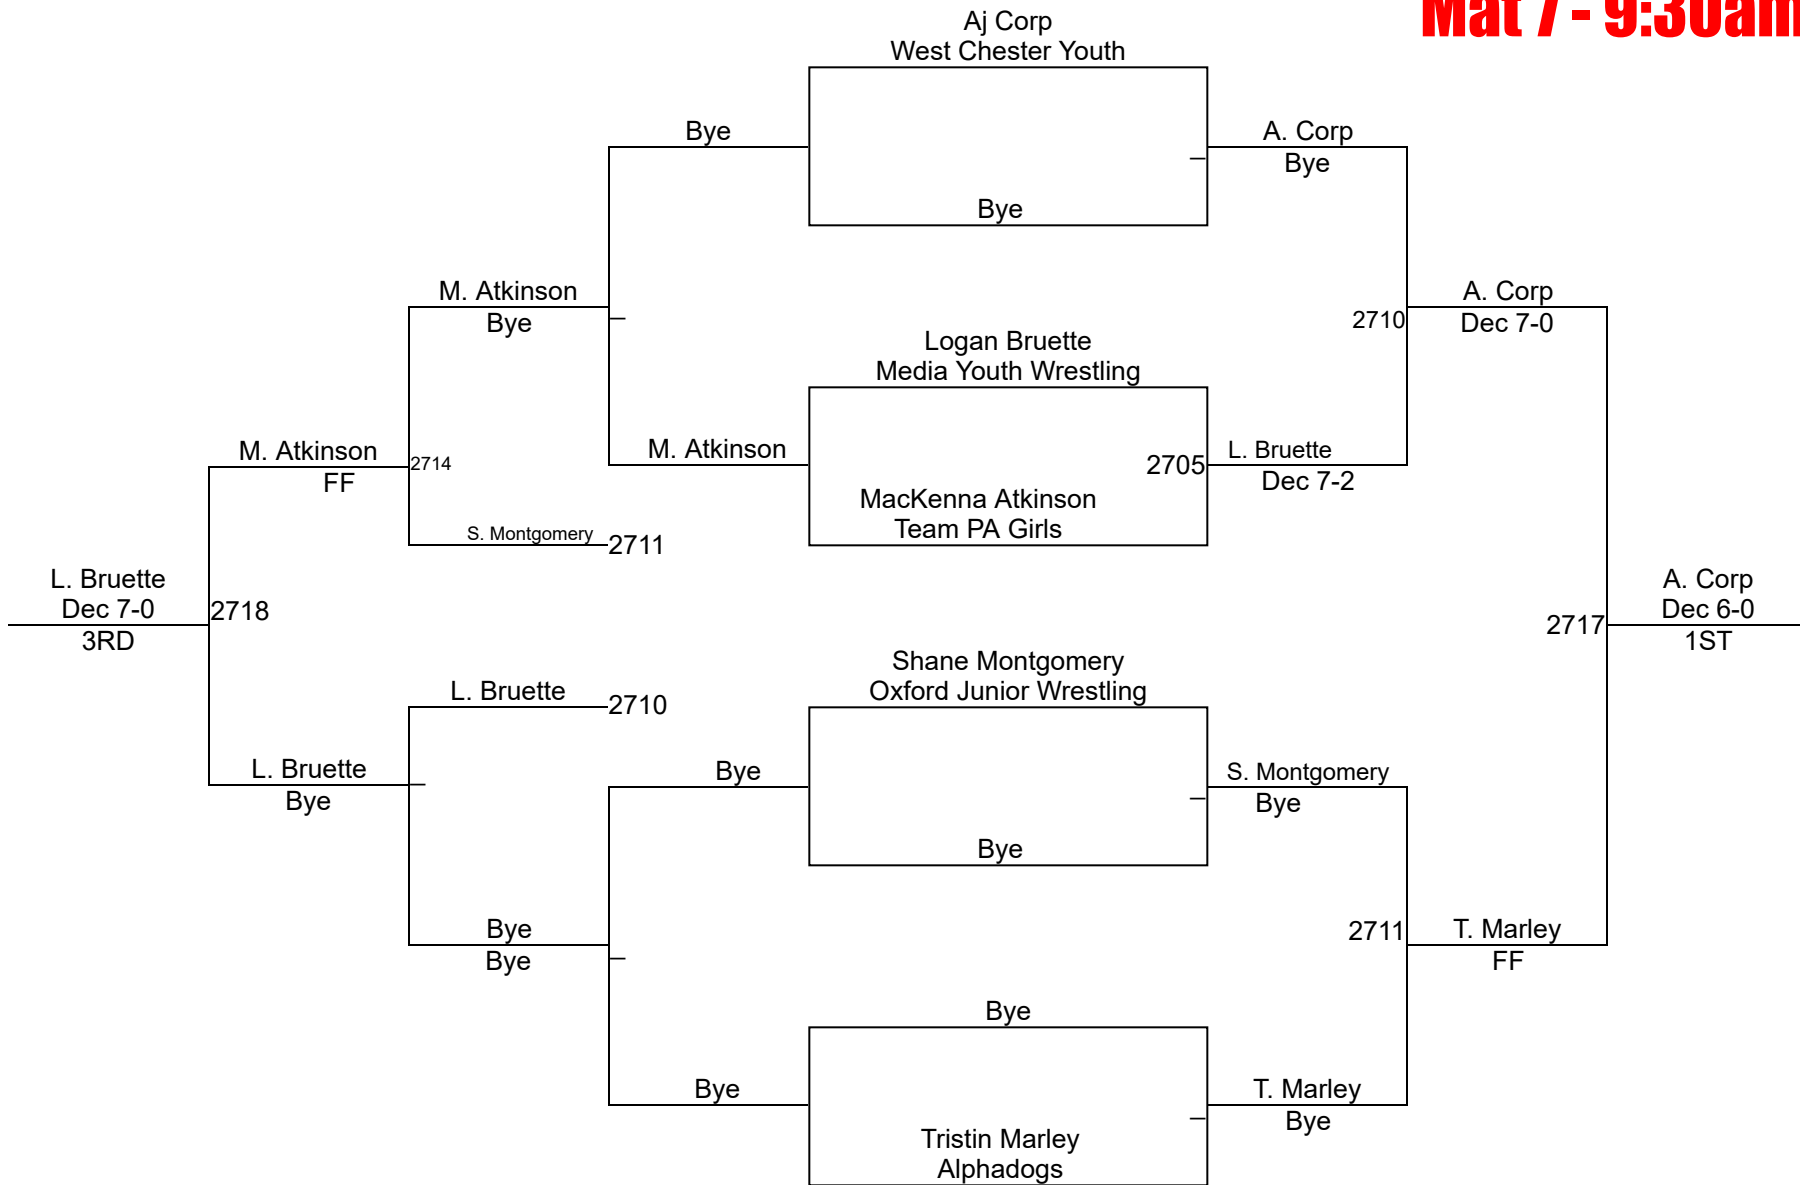 Mat 7 - 9:30am
Aj Corp
West Chester Youth
Bye
A. Corp
Bye
Bye
M. Atkinson
Bye
A. Corp
Dec 7-0
2710
Logan Bruette
Media Youth Wrestling
M. Atkinson
FF
2714
M. Atkinson
2705
L. Bruette
Dec 7-2
MacKenna Atkinson
Team PA Girls
S. Montgomery
2711
L. Bruette
Dec 7-0
3RD
2718
2717
A. Corp
Dec 6-0
1ST
Shane Montgomery
Oxford Junior Wrestling
L. Bruette
2710
L. Bruette
Bye
Bye
S. Montgomery
Bye
Bye
Bye
Bye
2711
T. Marley
FF
Bye
Bye
T. Marley
Bye
Tristin Marley
Alphadogs